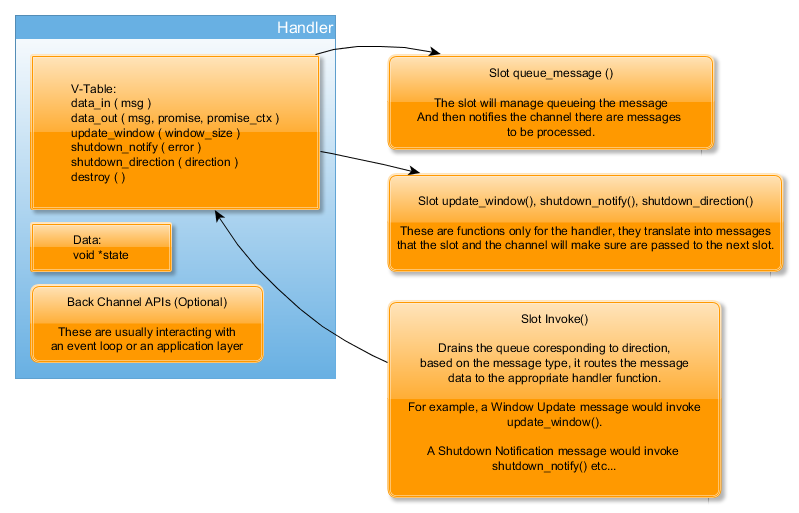 Handler
V-Table:
data_in ( msg )
data_out ( msg, promise, promise_ctx )
update_window ( window_size )
shutdown_notify ( error )
shutdown_direction ( direction )
destroy ( )
Data:
void *state
Back Channel APIs (Optional)
These are usually interacting with
an event loop or an application layer
Slot queue_message ()
The slot will manage queueing the message
And then notifies the channel there are messages
to be processed.
Slot update_window(), shutdown_notify(), shutdown_direction()
These are functions only for the handler, they translate into messages
that the slot and the channel will make sure are passed to the next slot.
Slot Invoke()
Drains the queue coresponding to direction,
based on the message type, it routes the message
data to the appropriate handler function.
For example, a Window Update message would invoke
update_window().
A Shutdown Notification message would invoke
shutdown_notify() etc...